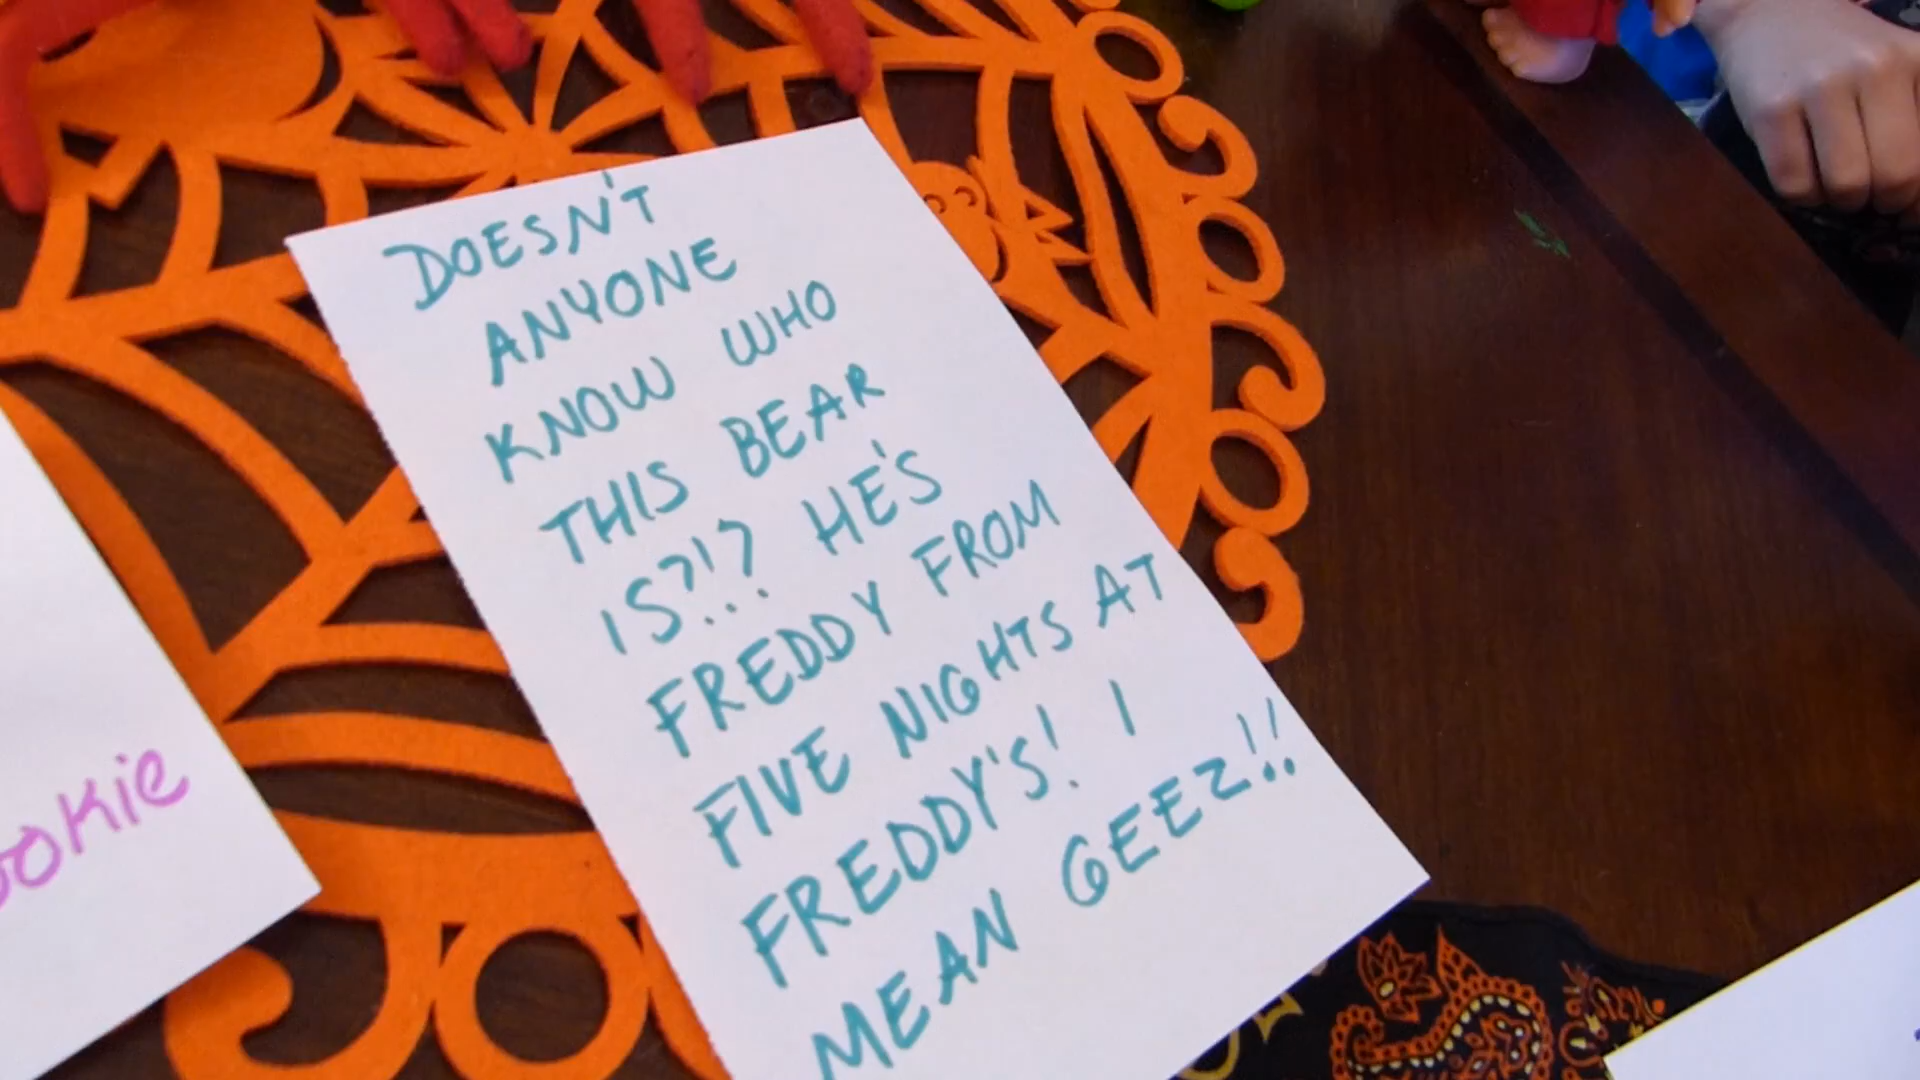 DOESN'T
ANYONE
KNOW WHO
THIS BEAR
IS?!? HE'S
FREDDY FROM
FIVE NIGHTS AT
FREDDY'S! I
MEAN GEEZ!!
ookie